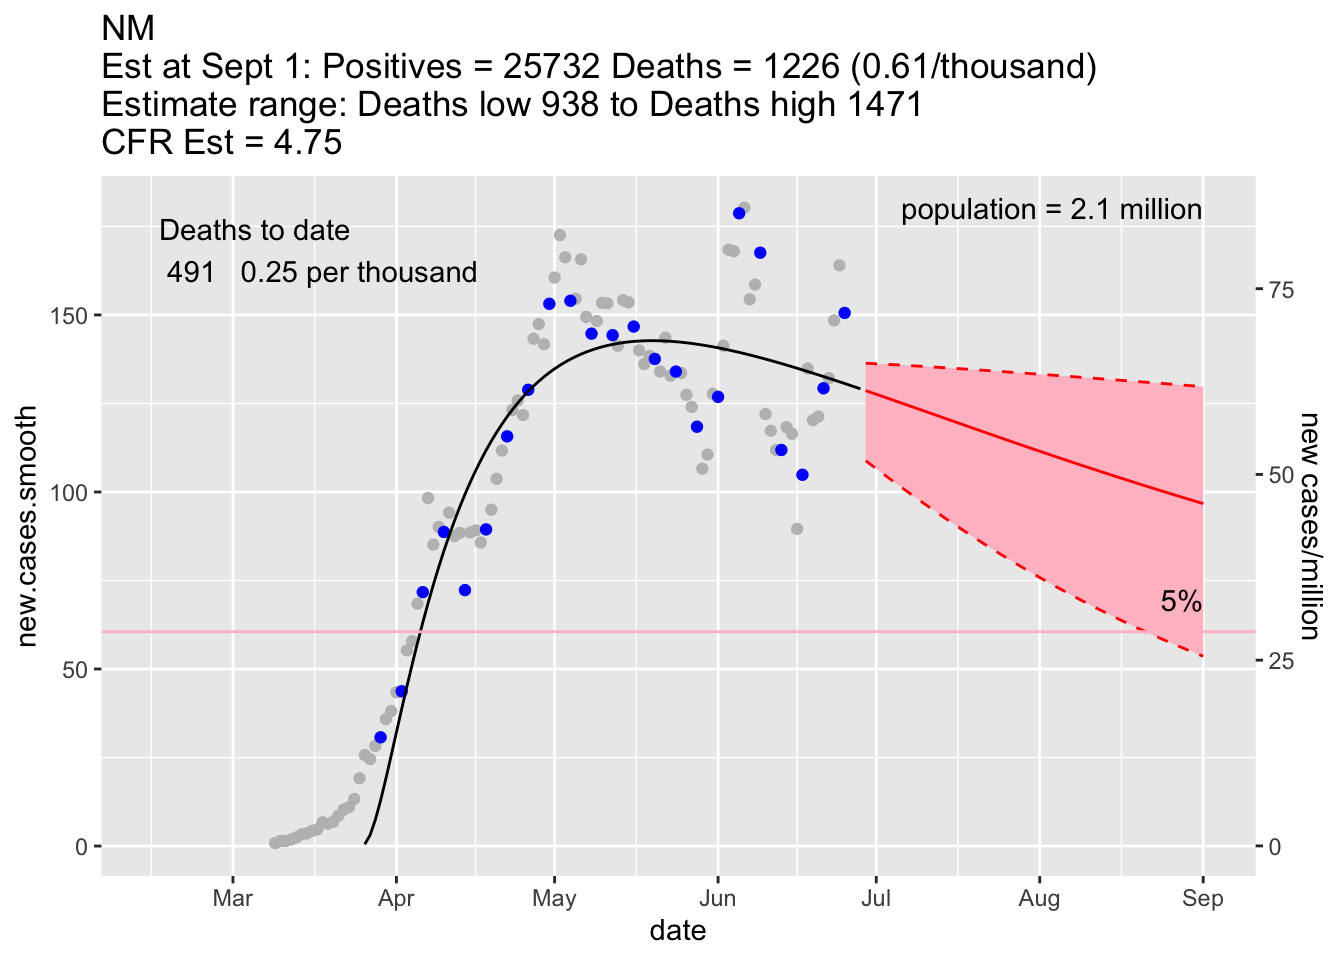 NM
Est at Sept 1: Positives = 25732 Deaths = 1226 (0.61/thousand)
Estimate range: Deaths low 938 to Deaths high 1471
CFR Est = 4.75
Deaths to date
491 0.25 per thousand
population = 2.1 million
150
100
50
0
new.cases.smooth
75
50
25
0
new cases/million
5%
Mar Apr May Jun Jul Aug Sep
date